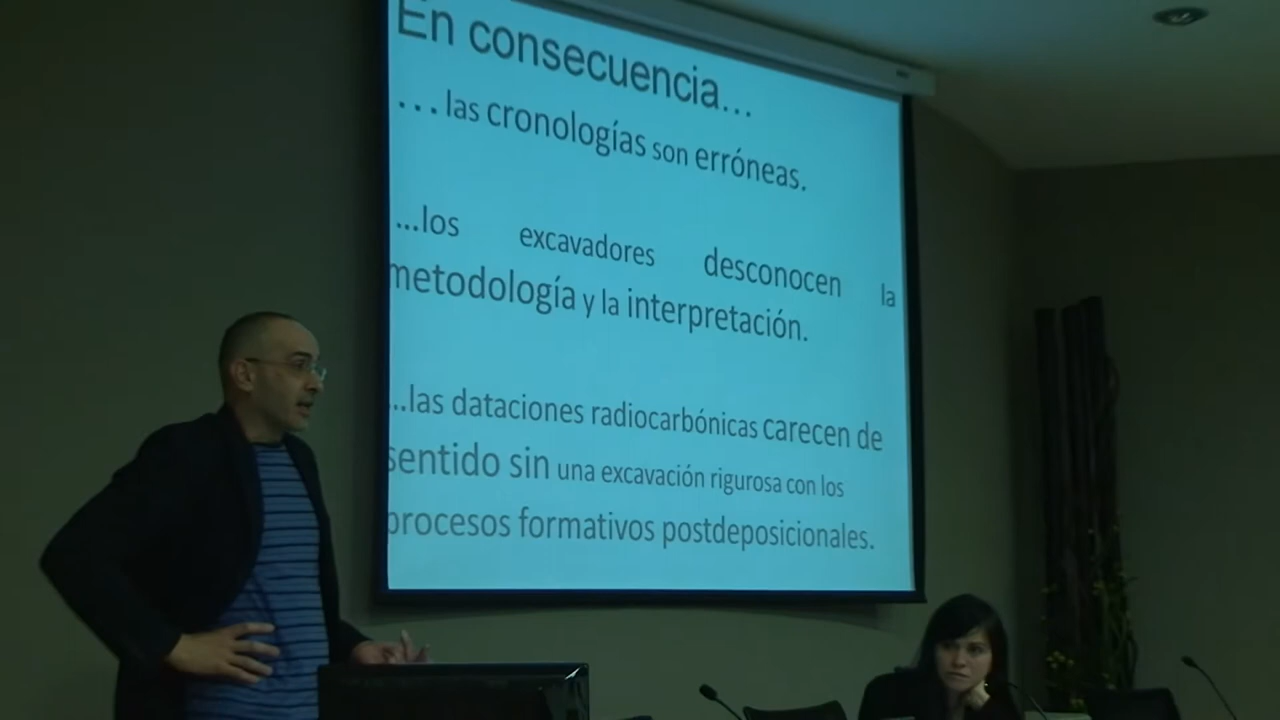 En consecuencia...
...las cronologías son erróneas.
...los excavadores desconocen la
metodología y la interpretación.
...las dataciones radiocarbónicas carecen de
sentido sin una excavación rigurosa con los
procesos formativos postdeposicionales.